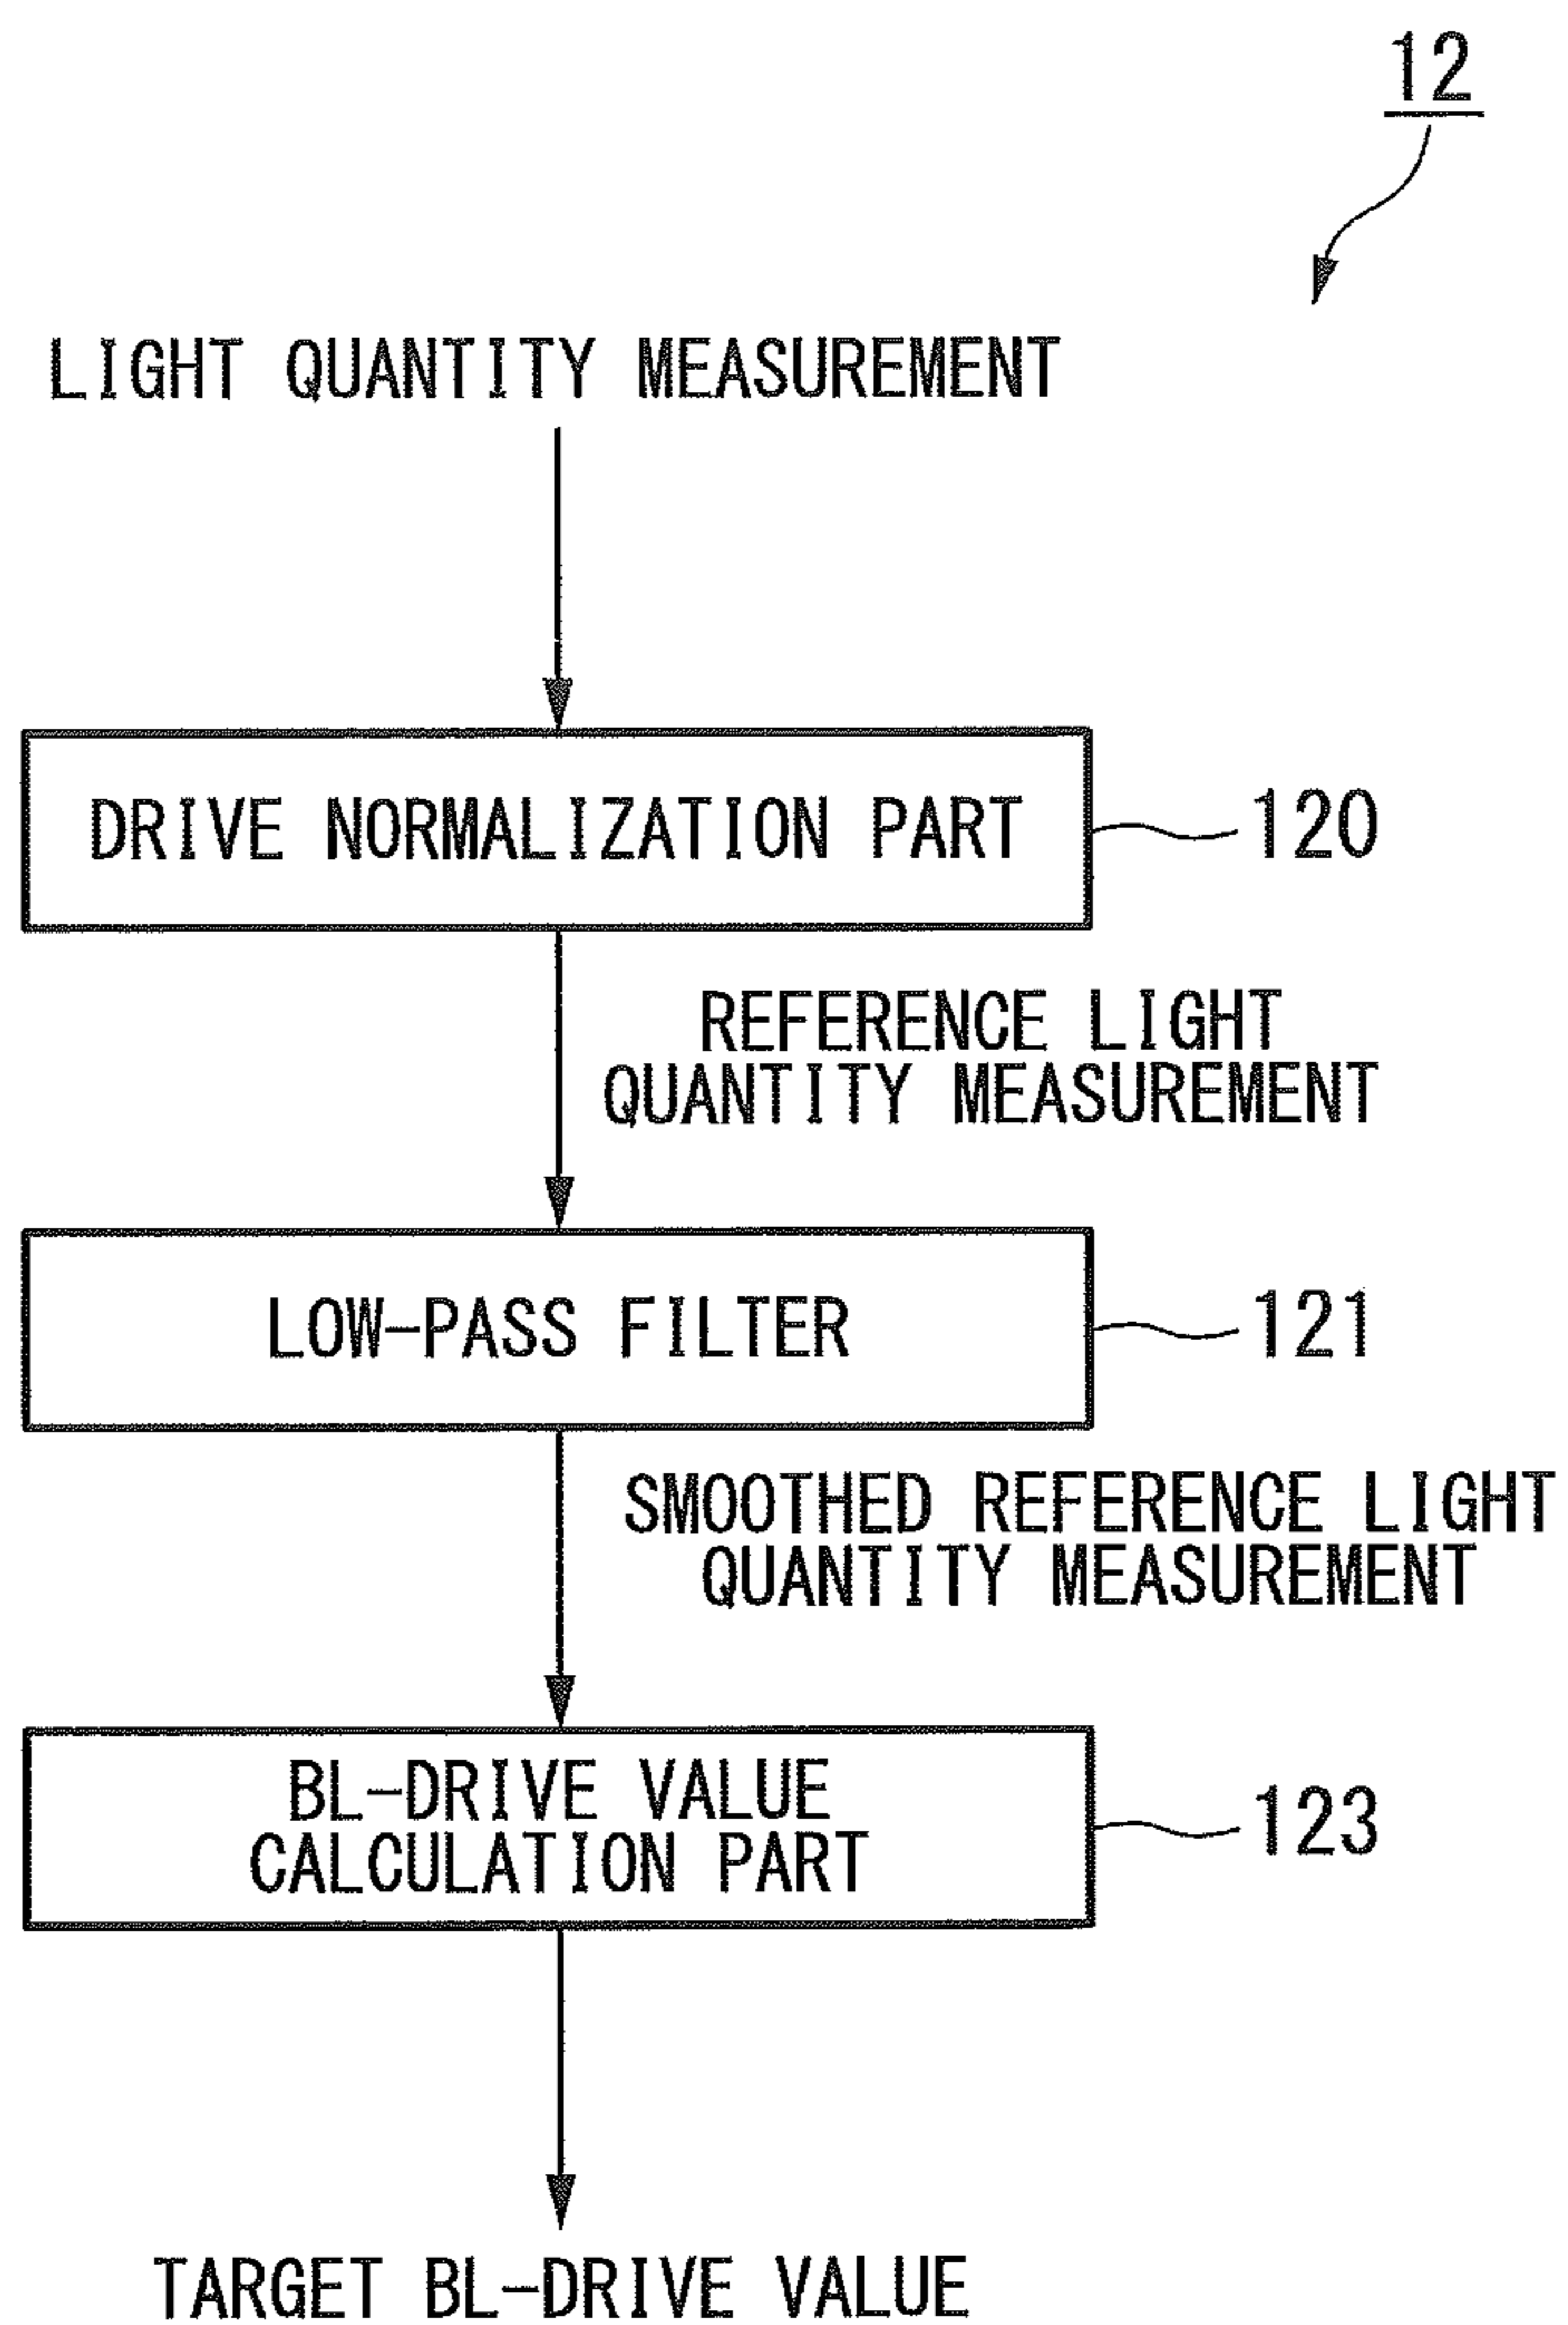 12
LIGHT QUANTITY MEASUREMENT
DRIVE NORMALIZATION PART
120
REFERENCE LIGHT
QUANTITY MEASUREMENT
LOW-PASS FILTER
121
SMOOTHED REFERENCE LIGHT
QUANTITY MEASUREMENT
BL-DRIVE VALUE
CALCULATION PART
123
TARGET BL-DRIVE VALUE